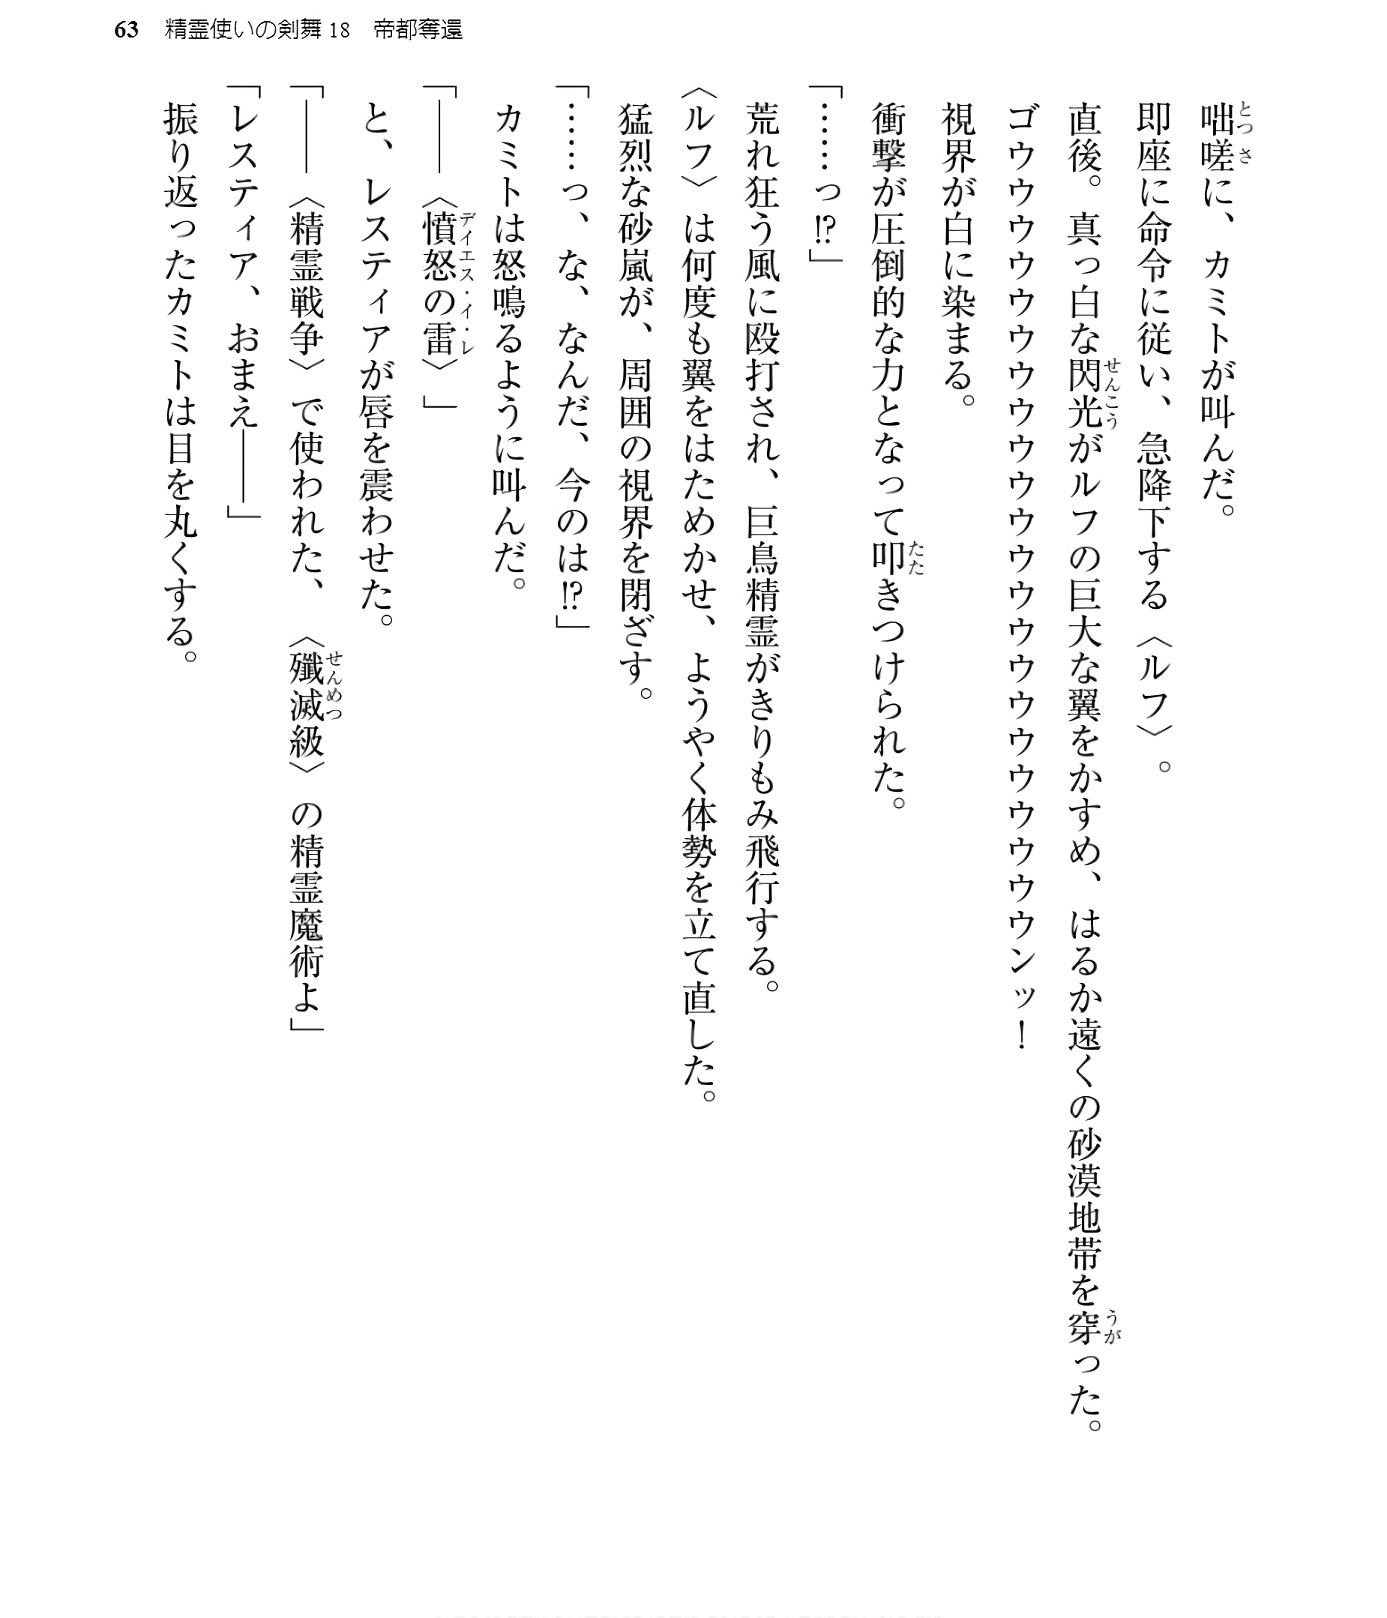 63　精霊使いの剣舞 18　帝都奪還
咄嗟に、カミトが叫んだ。
即座に命令に従い、急降下する〈ルフ〉。
直後。真っ白な閃光がルフの巨大な翼をかすめ、はるか遠くの砂漠地帯を穿った。
ゴウウウウウウウウウウウウウウウウウウウウウウウンッ！
視界が白に染まる。
衝撃が圧倒的な力となって叩きつけられた。
「……っ⁉」
荒れ狂う風に殴打され、巨鳥精霊がきりもみ飛行する。
〈ルフ〉は何度も翼をはためかせ、ようやく体勢を立て直した。
猛烈な砂嵐が、周囲の視界を閉ざす。
「……っ、な、なんだ、今のは⁉」
カミトは怒鳴るように叫んだ。
「――〈憤怒の雷〉」
と、レスティアが唇を震わせた。
「――〈精霊戦争〉で使われた、〈殲滅級〉の精霊魔術よ」
「レスティア、おまえ――」
振り返ったカミトは目を丸くする。